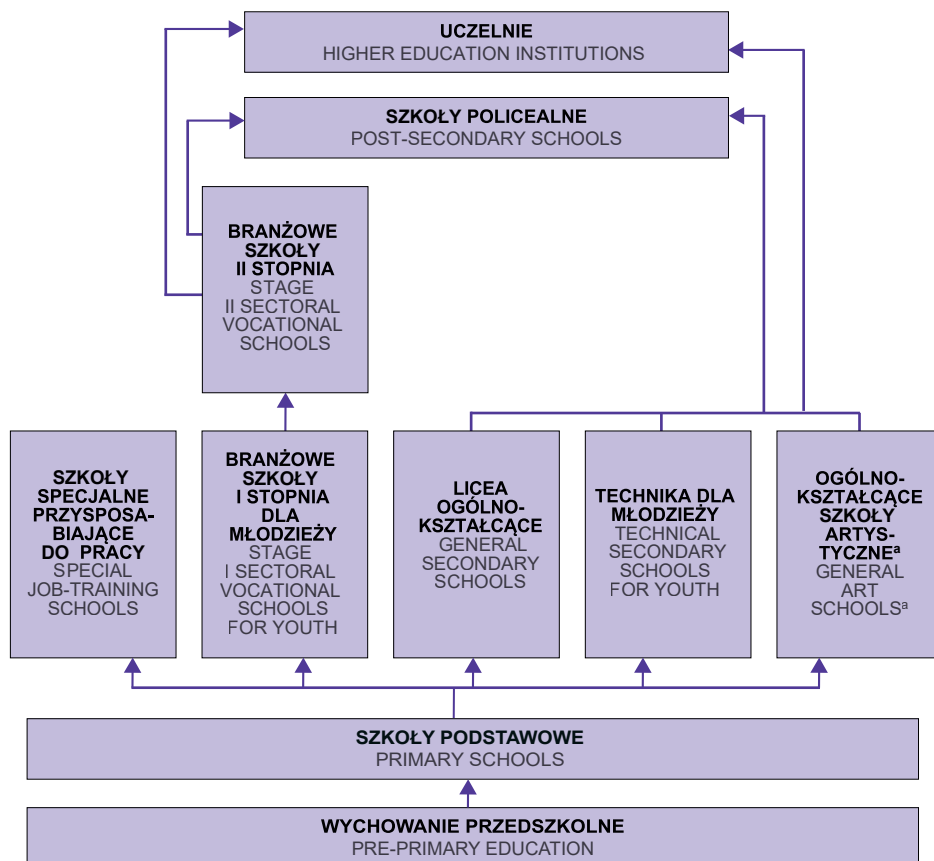 UCZELNIE
HIGHER EDUCATION INSTITUTIONS
SZKOŁY POLICEALNE
POST-SECONDARY SCHOOLS
BRANŻOWE
SZKOŁY
II STOPNIA
STAGE
II SECTORAL
VOCATIONAL
SCHOOLS
SZKOŁY
SPECJALNE
PRZYSPOSA-
BIAJĄCE
DO PRACY
SPECIAL
JOB-TRAINING
SCHOOLS
BRANŻOWE
SZKOŁY
I STOPNIA
DLA
MŁODZIEŻY
STAGE
I SECTORAL
VOCATIONAL
SCHOOLS
FOR YOUTH
LICEA
OGÓLNO-
KSZTAŁCĄCE
GENERAL
SECONDARY
SCHOOLS
TECHNIKA DLA
MŁODZIEŻY
TECHNICAL
SECONDARY
SCHOOLS
FOR YOUTH
OGÓLNO-
KSZTAŁCĄCE
SZKOŁY
ARTYS-
TYCZNEᵃ
GENERAL
ART
SCHOOLSᵃ
SZKOŁY PODSTAWOWE
PRIMARY SCHOOLS
WYCHOWANIE PRZEDSZKOLNE
PRE-PRIMARY EDUCATION